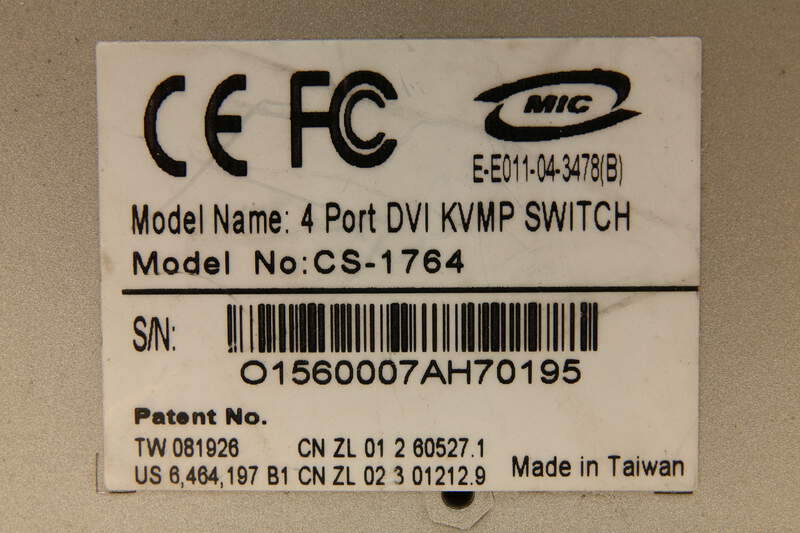 CE FC MIC
E-E011-04-3478(B)
Model Name: 4 Port DVI KVMP SWITCH
Model No:CS-1764
S/N:
O1560007AH70195
Patent No.
TW 081926 CN ZL 01 2 60527.1
US 6,464,197 B1 CN ZL 02 3 01212.9
Made in Taiwan